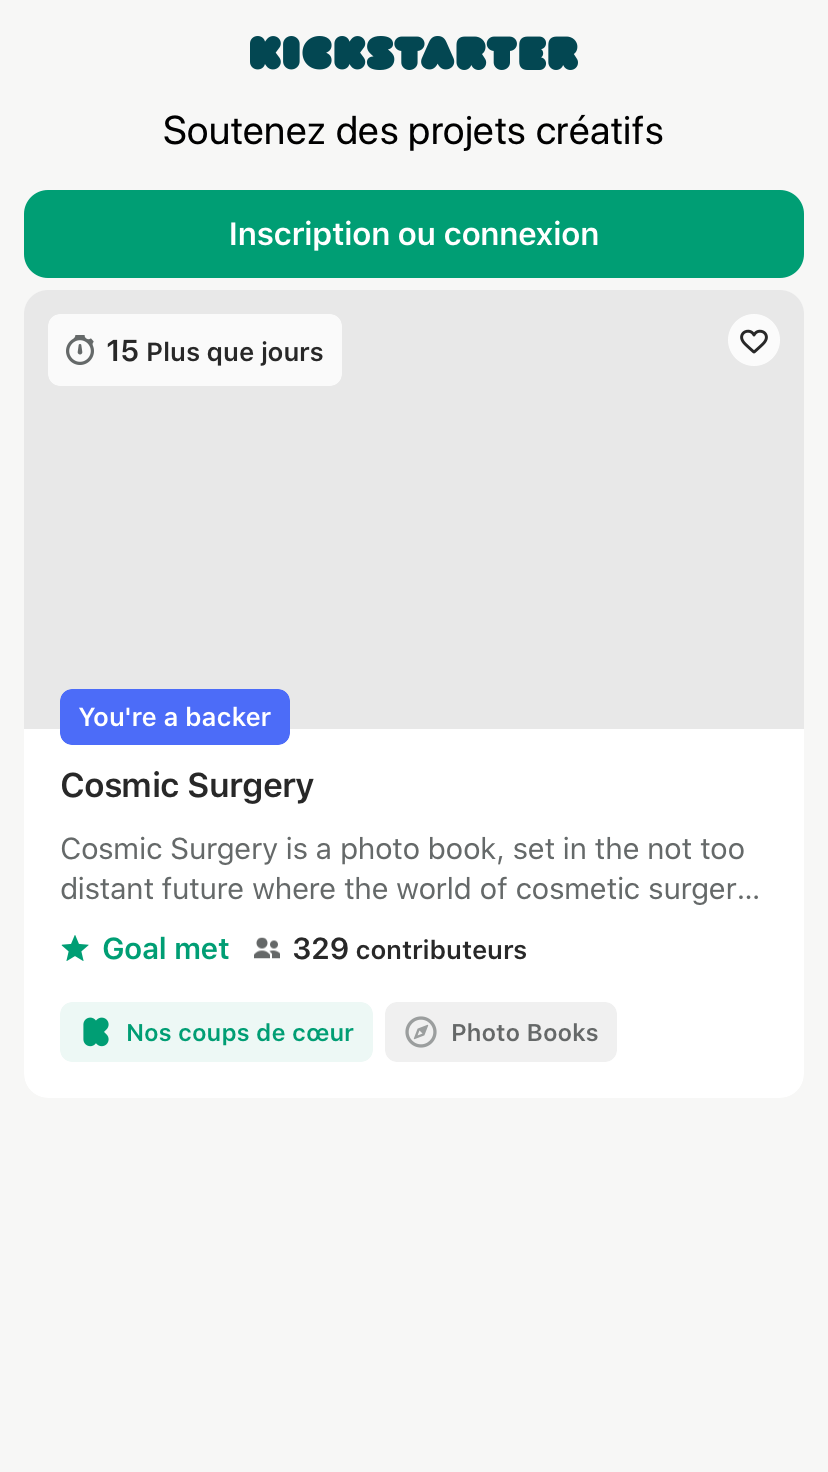 KICKSTARTER
Soutenez des projets créatifs
Inscription ou connexion
15 Plus que jours
You're a backer
Cosmic Surgery
Cosmic Surgery is a photo book, set in the not too
distant future where the world of cosmetic surger…
Goal met 329 contributeurs
Nos coups de cœur Photo Books